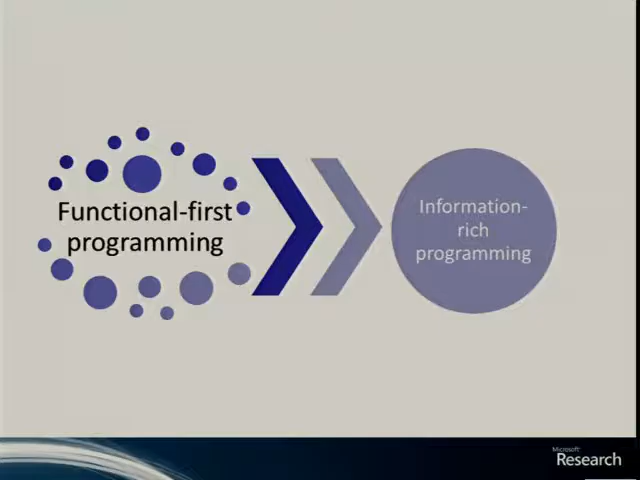 Functional-first
programming
Information-
rich
programming
Microsoft
Research